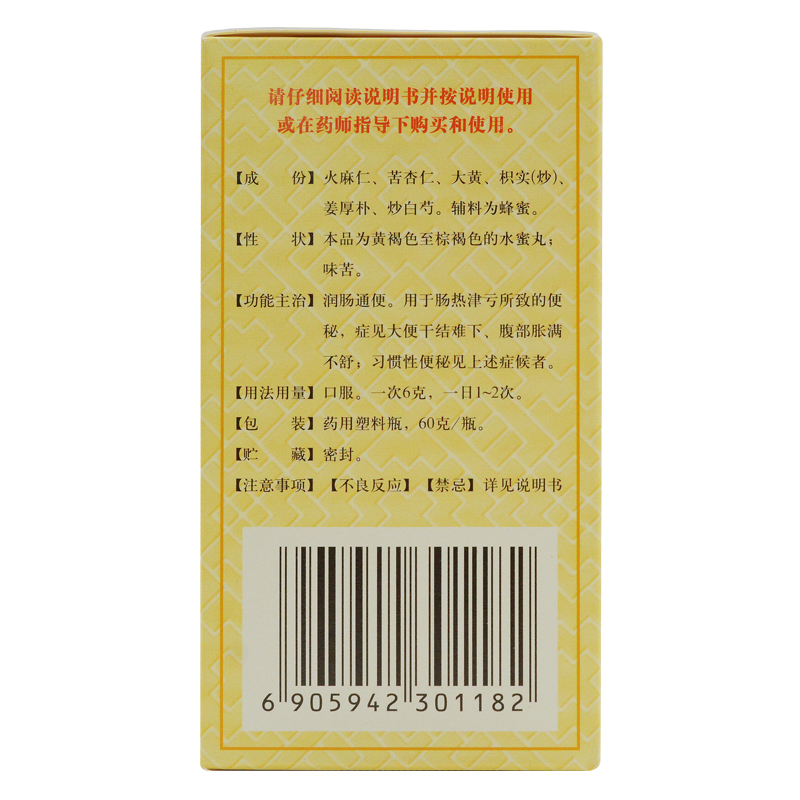 请仔细阅读说明书并按说明使用
或在药师指导下购买和使用。
【成 份】火麻仁、苦杏仁、大黄、枳实(炒)、
姜厚朴、炒白芍。辅料为蜂蜜。
【性 状】本品为黄褐色至棕褐色的水蜜丸；
味苦。
【功能主治】润肠通便。用于肠热津亏所致的便
秘，症见大便干结难下、腹部胀满
不舒；习惯性便秘见上述症候者。
【用法用量】口服。一次6克，一日1~2次。
【包 装】药用塑料瓶，60克/瓶。
【贮 藏】密封。
【注意事项】【不良反应】【禁忌】详见说明书
6 905942 301182